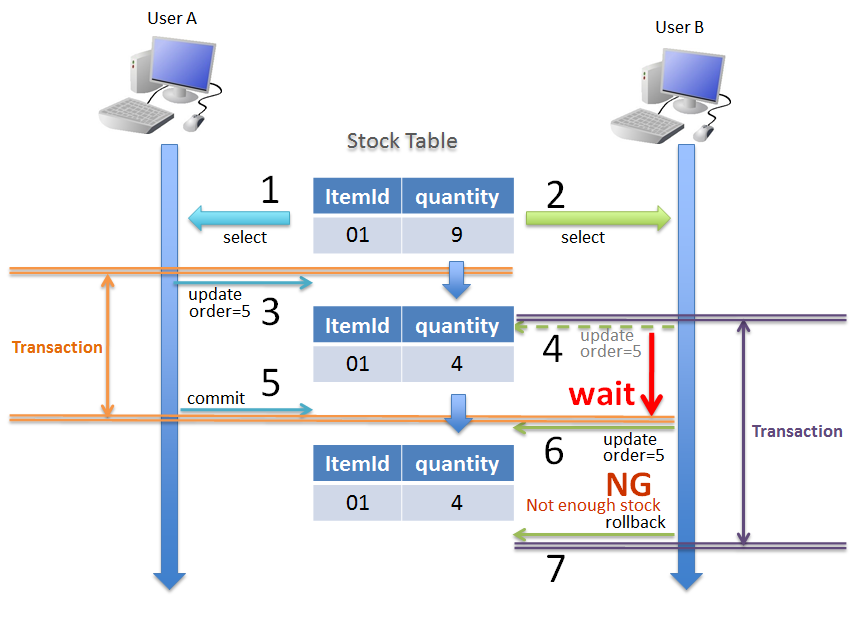 User A
User B
Stock Table
1
ItemId quantity
2
01 9
select
select
update
order=5
3
ItemId quantity
update
order=5
4
Transaction
01 4
5
wait
commit
Transaction
update
order=5
6
ItemId quantity
NG
01 4
Not enough stock
rollback
7